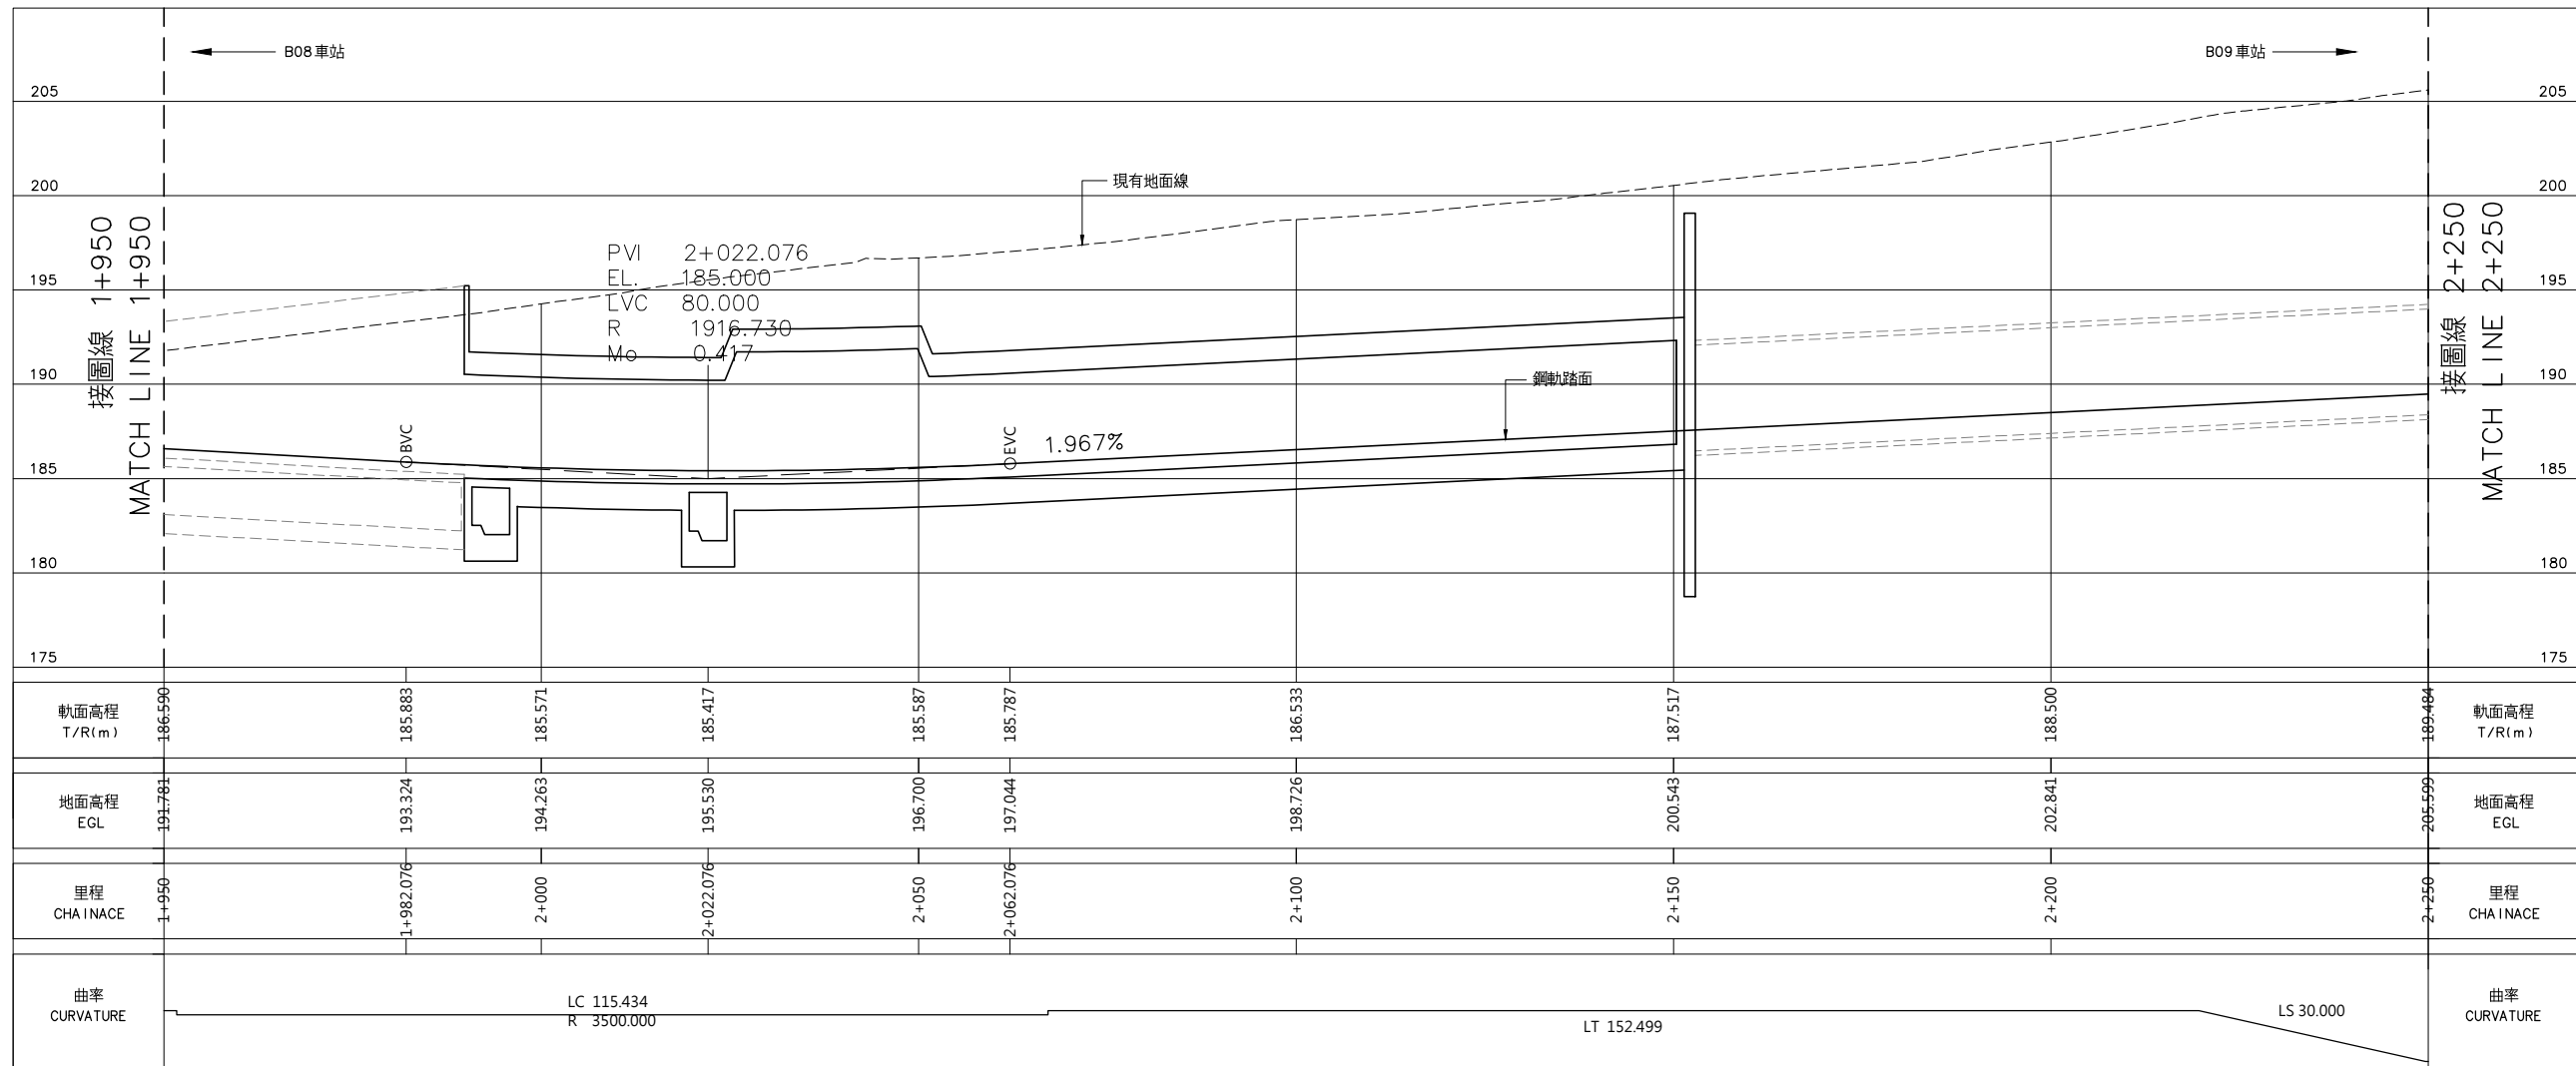 B08車站
B09車站
205
205
200
200
195
195
190
190
185
185
180
180
175
175
接圖線 1+950
MATCH LINE 1+950
接圖線 2+250
MATCH LINE 2+250
現有地面線
PVI 2+022.076
EL. 185.000
LVC 80.000
R 1916.730
Mo 0.417
BVC
EVC
1.967%
鋼軌踏面
軌面高程
T/R(m)
186.590
185.883
185.571
185.417
185.587
185.787
186.533
187.517
188.500
189.484
軌面高程
T/R(m)
地面高程
EGL
191.781
193.324
194.263
195.530
196.700
197.044
198.726
200.543
202.841
205.599
地面高程
EGL
里程
CHAINACE
1+950
1+982.076
2+000
2+022.076
2+050
2+062.076
2+100
2+150
2+200
2+250
里程
CHAINACE
曲率
CURVATURE
LC 115.434
R 3500.000
LT 152.499
LS 30.000
曲率
CURVATURE